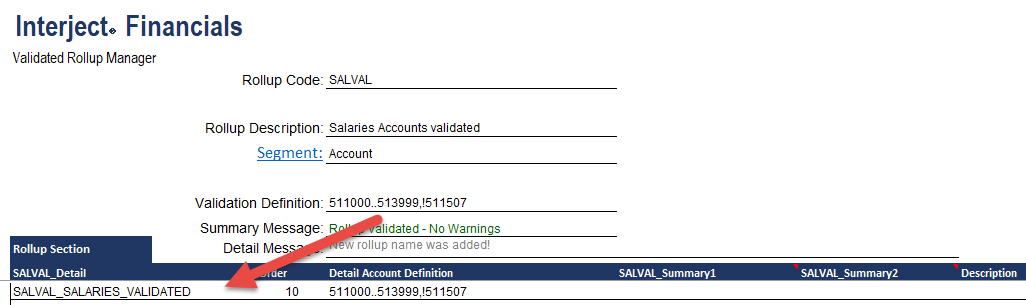 Interject Financials
Validated Rollup Manager
Rollup Code: SALVAL
Rollup Description: Salaries Accounts validated
Segment: Account
Validation Definition: 511000..513999,!511507
Summary Message: Rollup Validated - No Warnings
Detail Message: New rollup name was added!
Rollup Section
SALVAL_Detail Order Detail Account Definition SALVAL_Summary1 SALVAL_Summary2 Description
SALVAL_SALARIES_VALIDATED 10 511000..513999,!511507